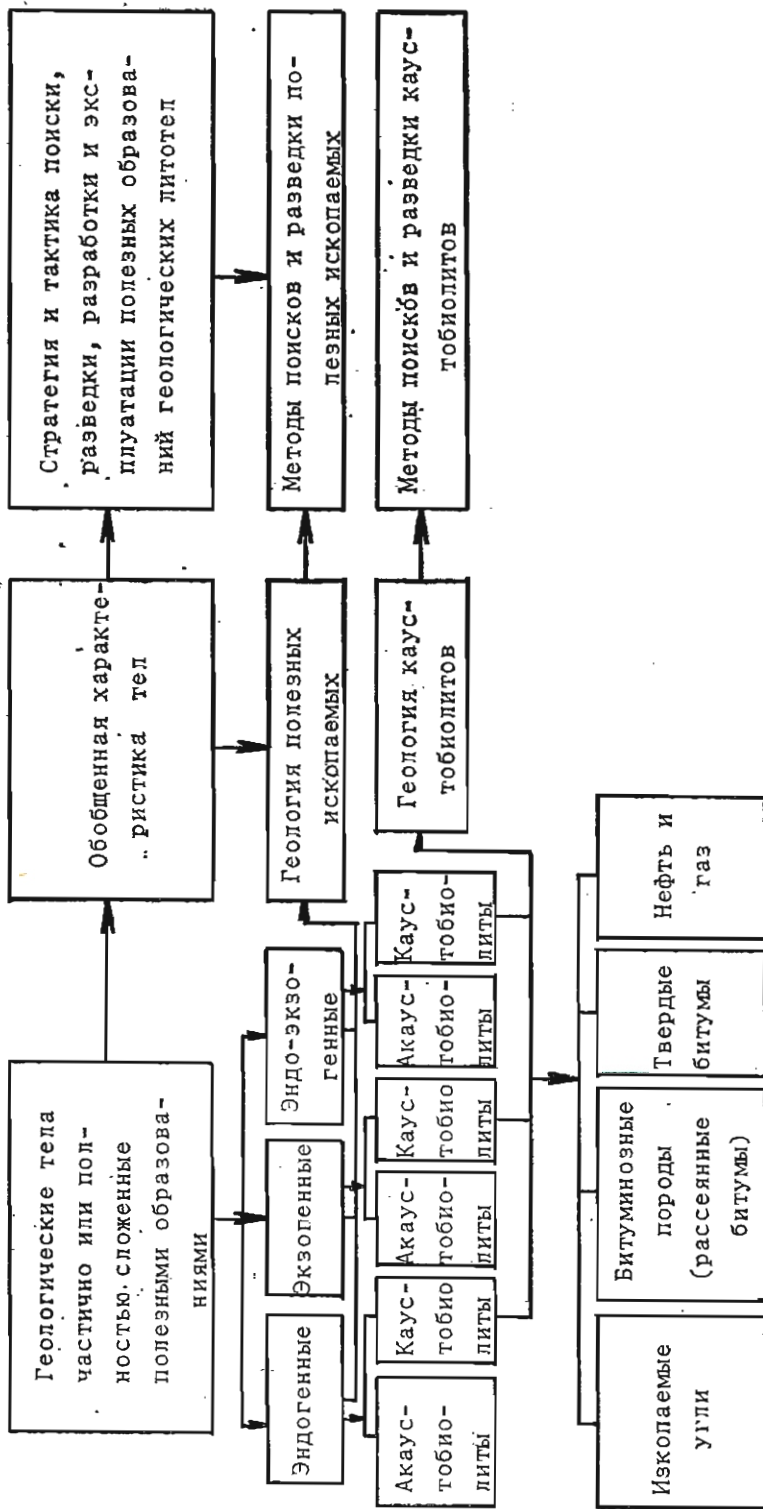 Геологические тела
частично или пол-
ностью сложенные
полезными образова-
ниями
Обобщенная характе-
ристика тел
Стратегия и тактика поиски,
разведки, разработки и экс-
плуатации полезных образова-
ний геологических литотел
Эндогенные
Экзопенные
Эндо-экзо-
генные
Геология полезных
ископаемых
Методы поисков и разведки по-
лезных ископаемых
Акаус-
тобио-
литы
Каус-
тобио
литы
Акаус-
тобио-
литы
Каус-
тобио
литы
Акаус-
тобио-
литы
Каус-
тобио-
литы
Геология каус-
тобиолитов
Методы поисков и разведки каус-
тобиолитов
Изкопаемые
угли
Битуминозные
породы
(рассеянные
битумы)
Твердые
битумы
Нефть и
газ